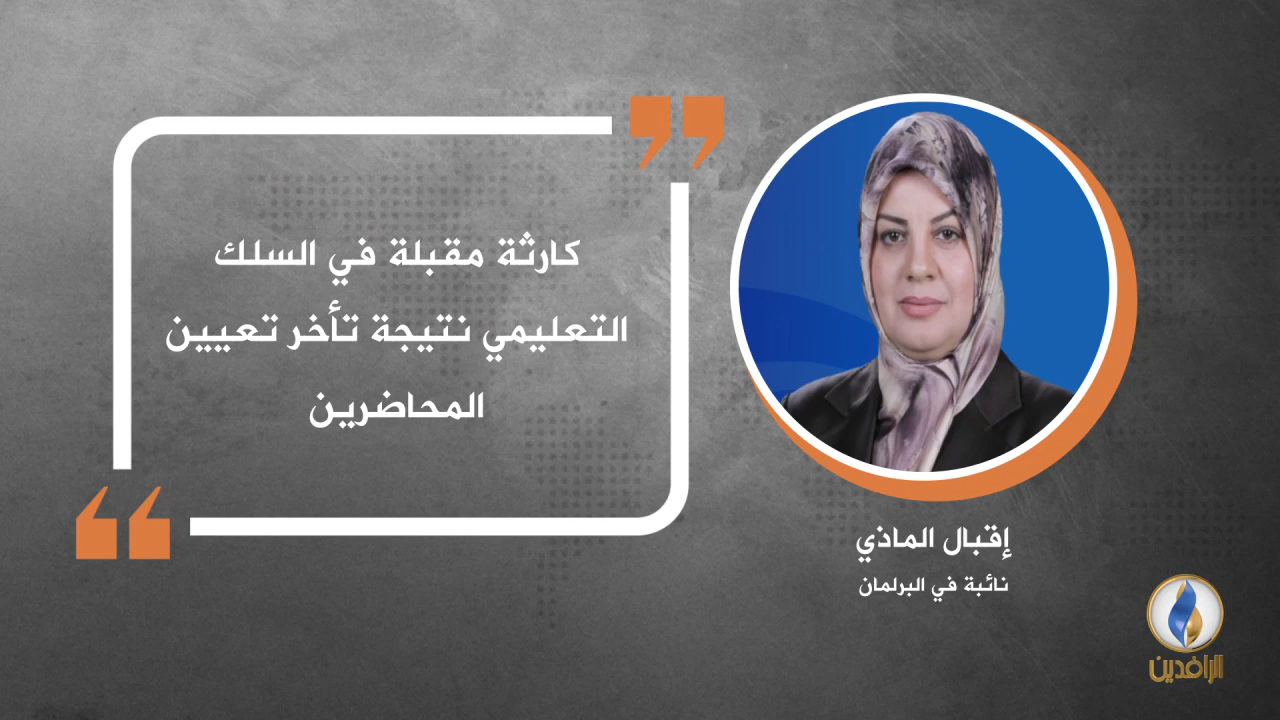 كارثة مقبلة في السلك
التعليمي نتيجة تأخر تعيين
المحاضرين
إقبال الماذي
نائبة في البرلمان
الرافدين